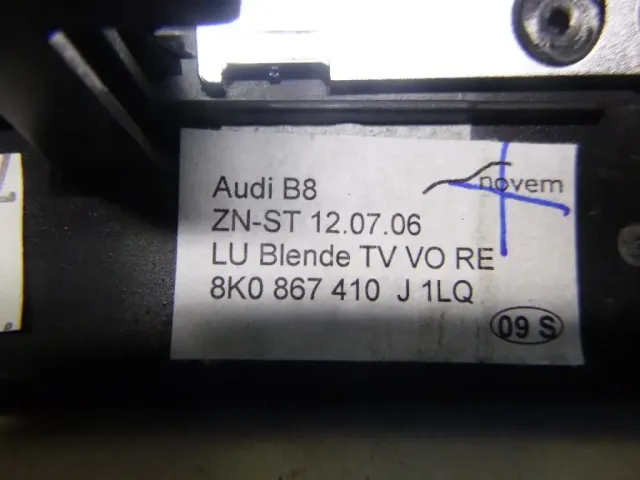 Audi B8
novem
ZN-ST 12.07.06
LU Blende TV VO RE
8K0 867 410 J 1LQ
09 S